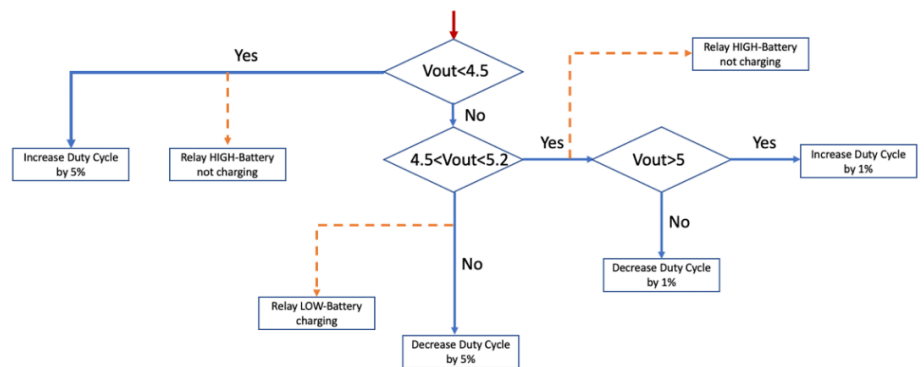 Relay HIGH-Battery
not charging
Yes
Vout<4.5
No
Increase Duty Cycle
by 5%
Relay HIGH-Battery
not charging
4.5<Vout<5.2
Yes
Vout>5
Yes
Increase Duty Cycle
by 1%
No
No
Decrease Duty Cycle
by 1%
Relay LOW-Battery
charging
Decrease Duty Cycle
by 5%